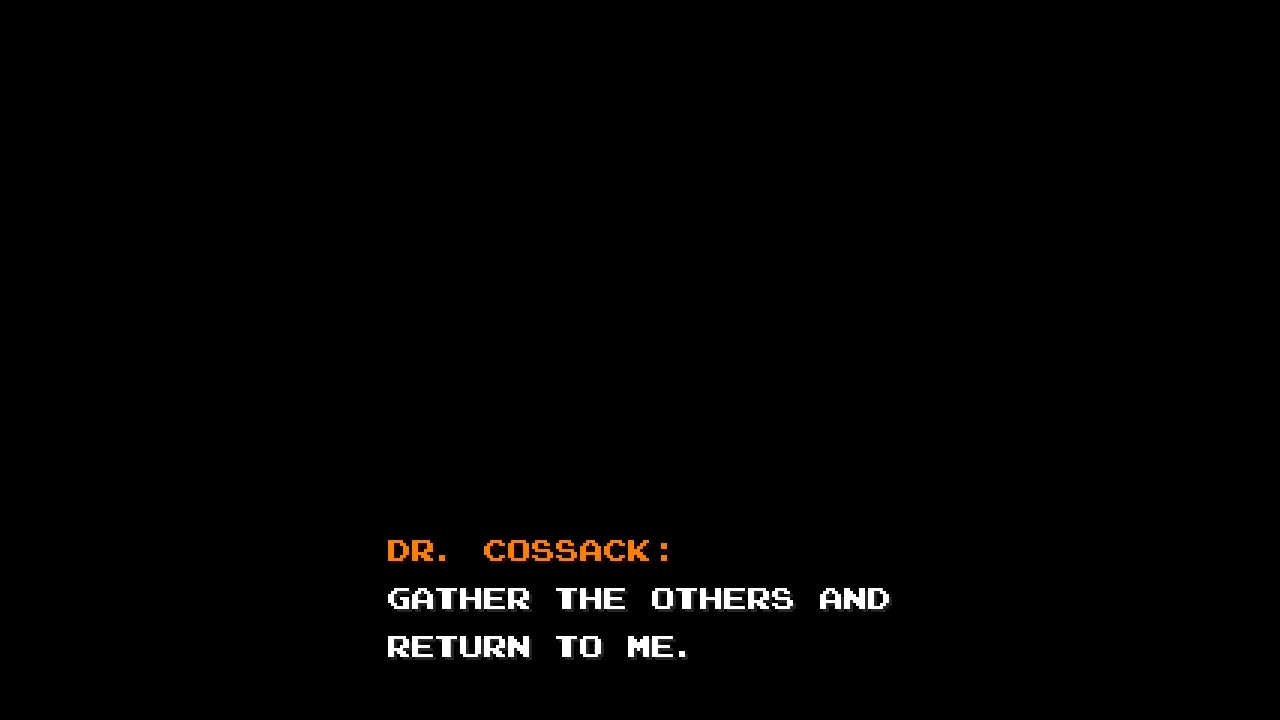 DR. COSSACK:
GATHER THE OTHERS AND
RETURN TO ME.